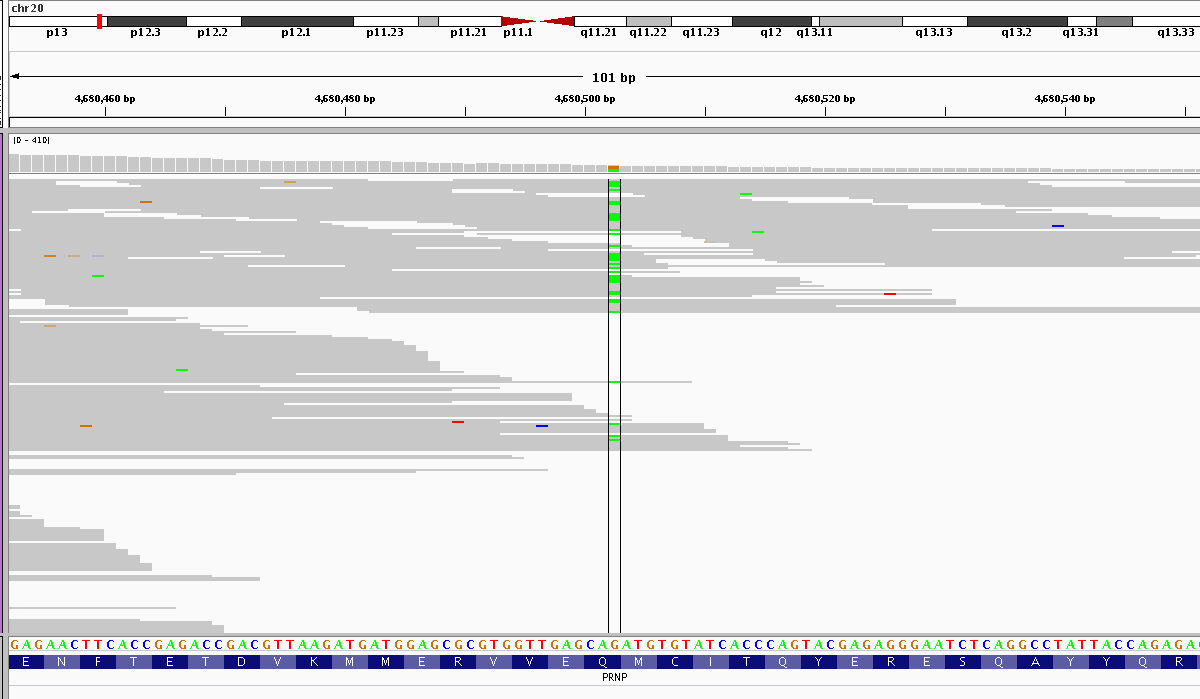 chr20
p13 p12.3 p12.2 p12.1 p11.23 p11.21 p11.1 q11.21 q11.22 q11.23 q12 q13.11 q13.13 q13.2 q13.31 q13.33
101 bp
4,680,460 bp 4,680,480 bp 4,680,500 bp 4,680,520 bp 4,680,540 bp
[0 - 410]
GAGAACTTCACCGAGACCGACGTTAAGATGATGGAGCGCGTGGTTGAGCAGATGTGTATCACCCAGTACGAGAGGGAATCTCAGGCCTATTACCAGAGA
E N F T E T D V K M M E R V V E Q M C I T Q Y E R E S Q A Y Y Q R
PRNP